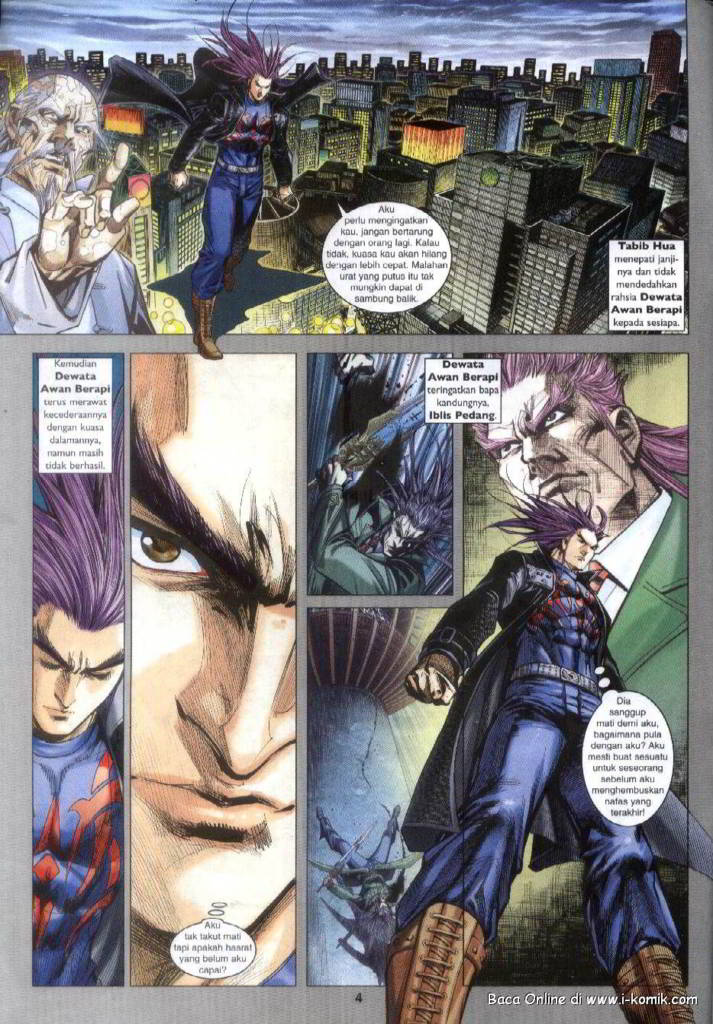 Aku
perlu mengingatkan
kau, jangan bertarung
dengan orang lagi. Kalau
tidak, kuasa kau akan hilang
dengan lebih cepat. Malahan
urat yang putus itu tak
mungkin dapat di
sambung balik.
Tabib Hua
menepati janji-
nya dan tidak
mendedahkan
rahsia Dewata
Awan Berapi
kepada sesiapa.
Kemudian
Dewata
Awan Berapi
terus merawat
kecederaannya
dengan kuasa
dalamannya,
namun masih
tidak berhasil.
Aku
tak takut mati
tapi apakah hasrat
yang belum aku
capai?
Dewata
Awan Berapi
teringatkan bapa
kandungnya,
Iblis Pedang.
Dia
sanggup
mati demi aku,
bagaimana pula
dengan aku? Aku
mesti buat sesuatu
untuk seseorang
sebelum aku
menghembuskan
nafas yang
terakhir!
4
Baca Online di www.i-komik.com